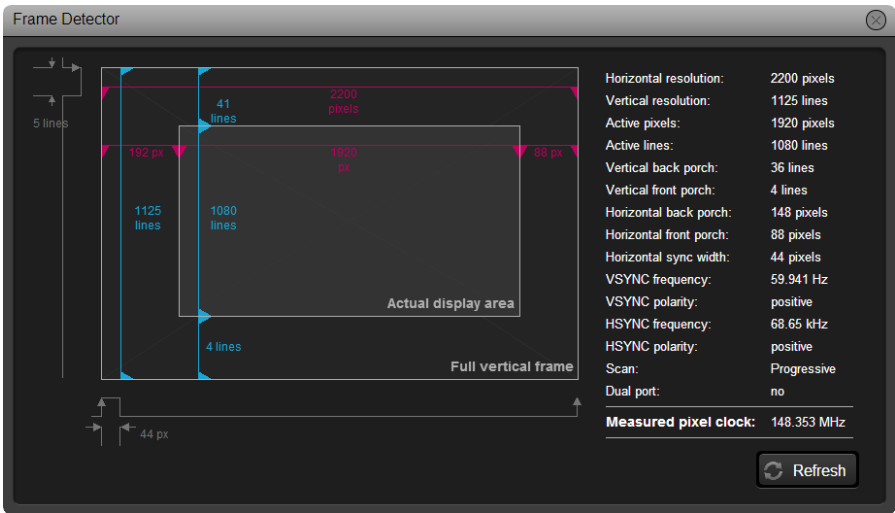 Frame Detector
5 lines
2200
pixels
41
lines
192 px
1920
px
88 px
1125
lines
1080
lines
Actual display area
4 lines
Full vertical frame
44 px
Horizontal resolution: 2200 pixels
Vertical resolution: 1125 lines
Active pixels: 1920 pixels
Active lines: 1080 lines
Vertical back porch: 36 lines
Vertical front porch: 4 lines
Horizontal back porch: 148 pixels
Horizontal front porch: 88 pixels
Horizontal sync width: 44 pixels
VSYNC frequency: 59.941 Hz
VSYNC polarity: positive
HSYNC frequency: 68.65 kHz
HSYNC polarity: positive
Scan: Progressive
Dual port: no
Measured pixel clock: 148.353 MHz
Refresh